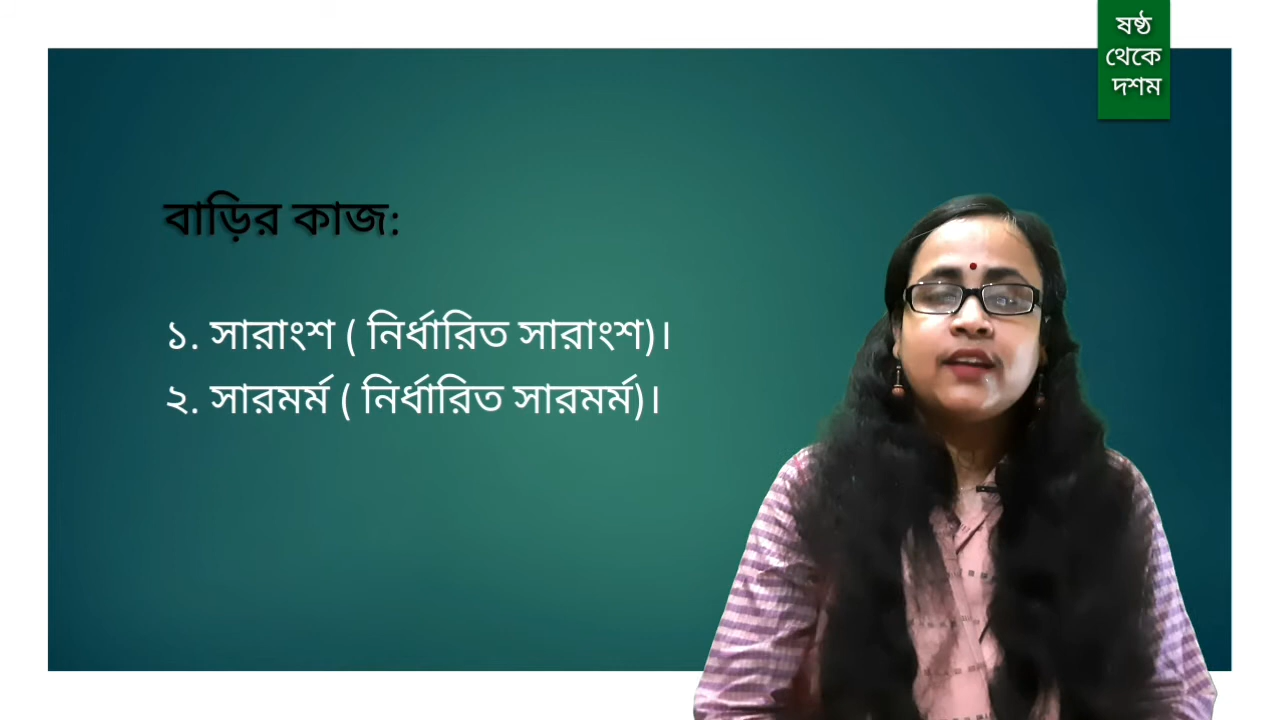 ষষ্ঠ
থেকে
দশম
বাড়ির কাজ:
১. সারাংশ ( নির্ধারিত সারাংশ)।
২. সারমর্ম ( নির্ধারিত সারমর্ম)।